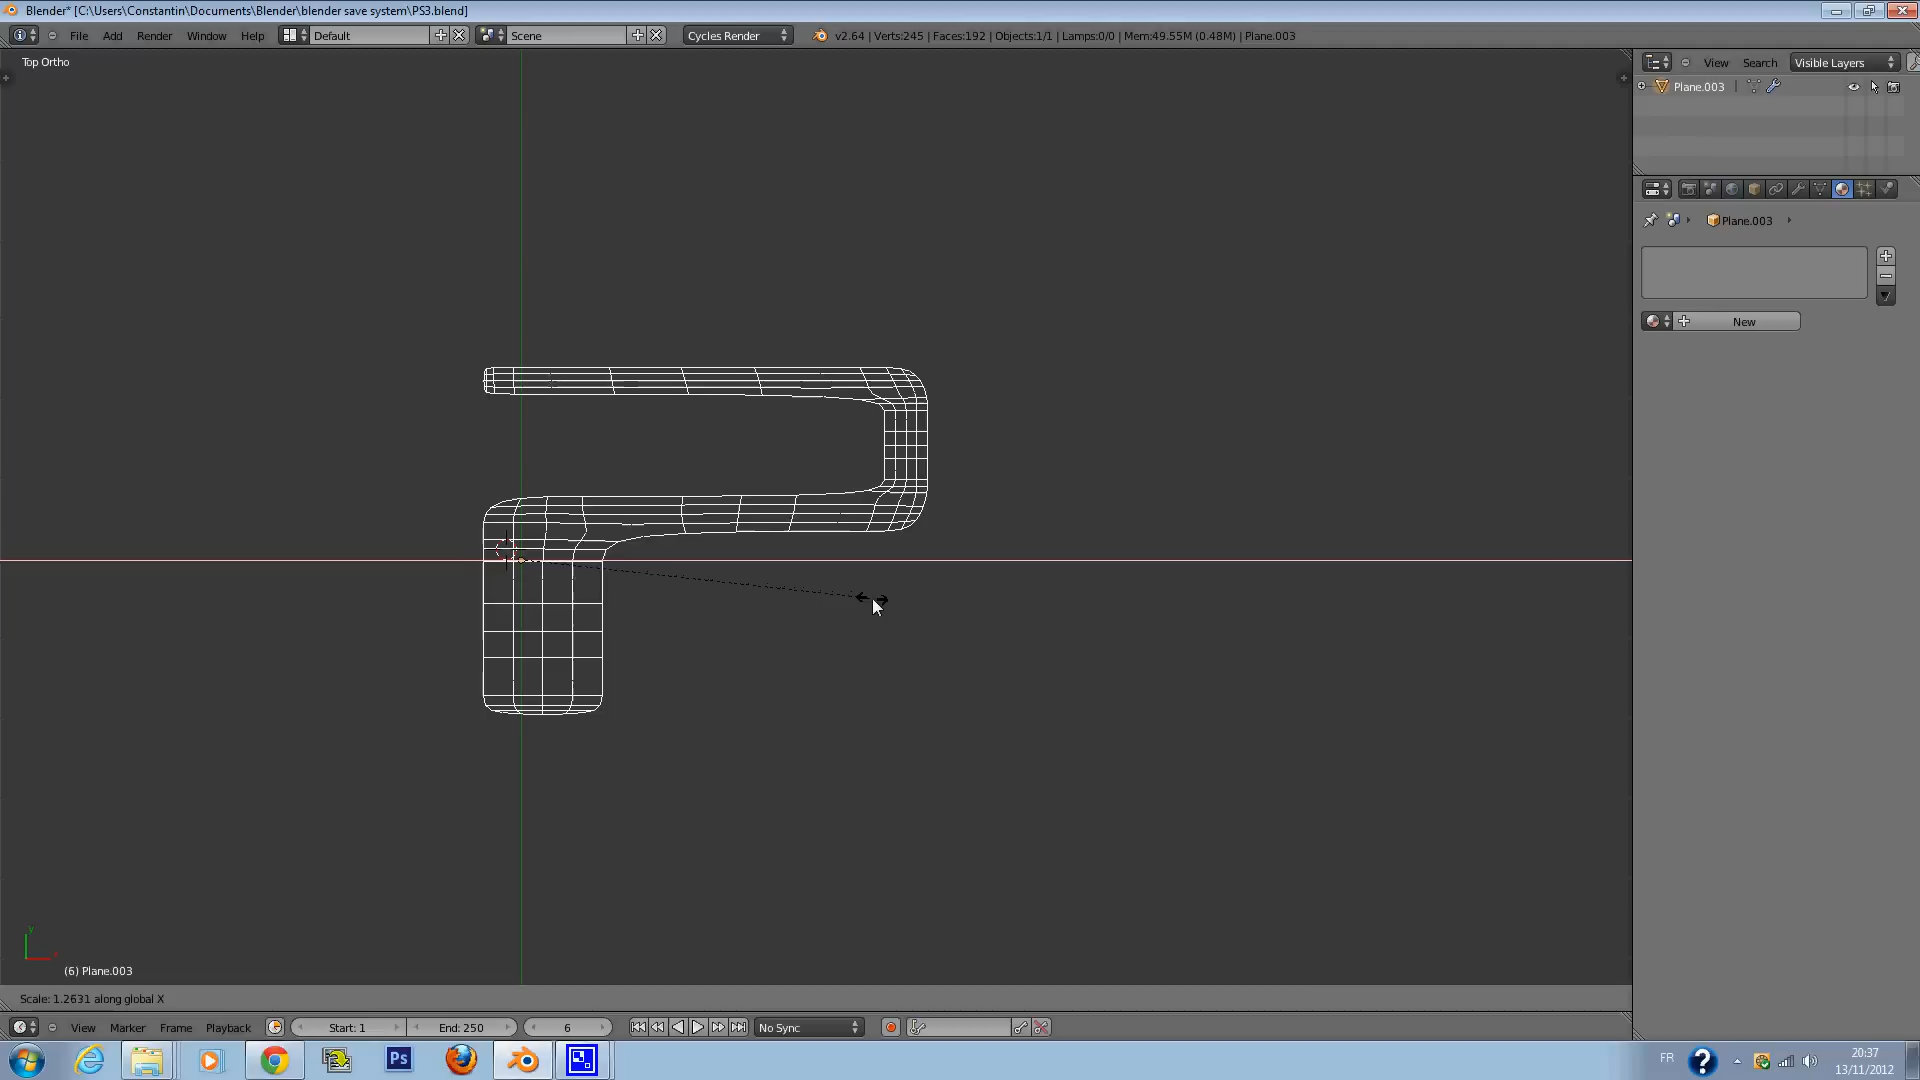 Blender* [C:\Users\Constantin\Documents\Blender\blender save system\PS3.blend]
File Add Render Window Help Default Scene Cycles Render v2.64 | Verts:245 | Faces:192 | Objects:1/1 | Lamps:0/0 | Mem:49.55M (0.48M) | Plane.003
Top Ortho
View Search Visible Layers
Plane.003
Plane.003
New
y
x
(6) Plane.003
Scale: 1.2631 along global X
View Marker Frame Playback Start: 1 End: 250 6 No Sync
Ps
FR
20:37
13/11/2012